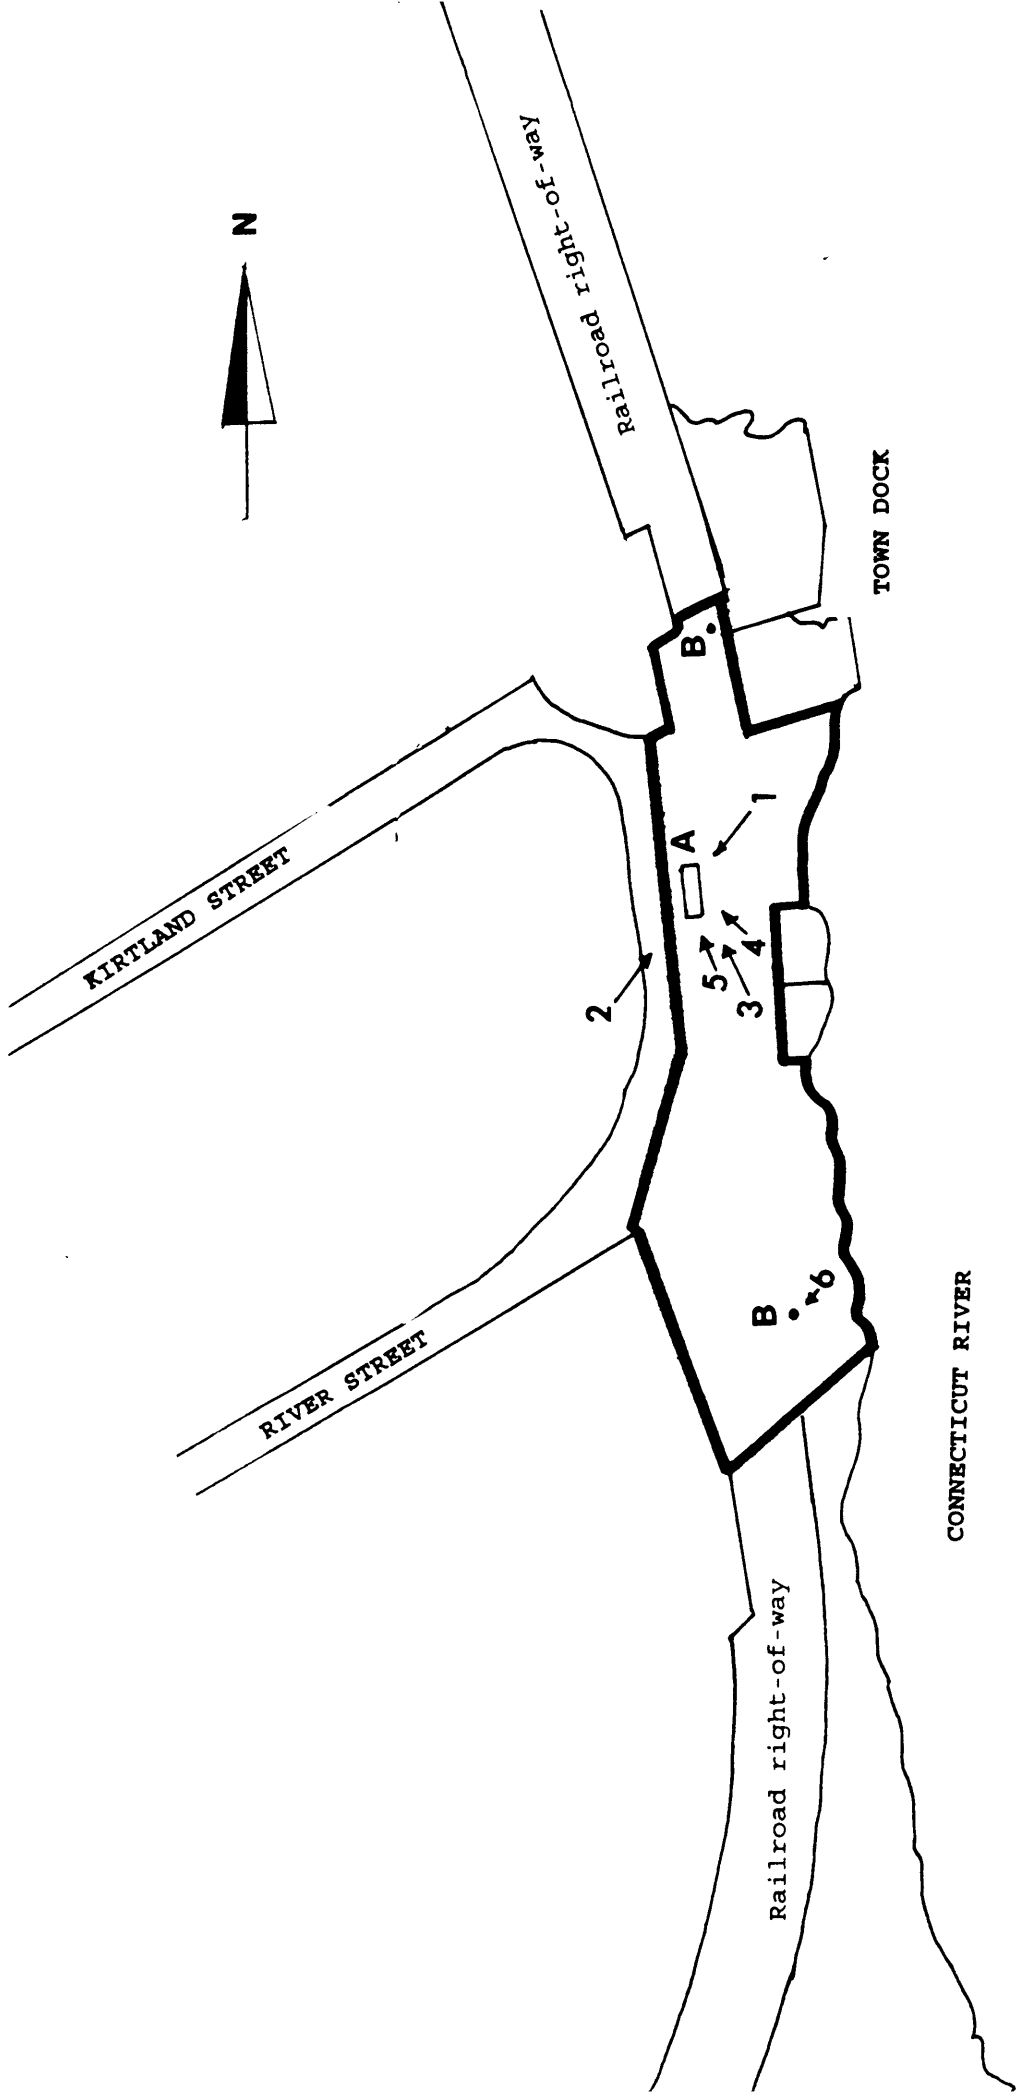 N
Railroad right-of-way
TOWN DOCK
B
KIRTLAND STREET
1
A
2
5
4
3
RIVER STREET
B
6
CONNECTICUT RIVER
Railroad right-of-way